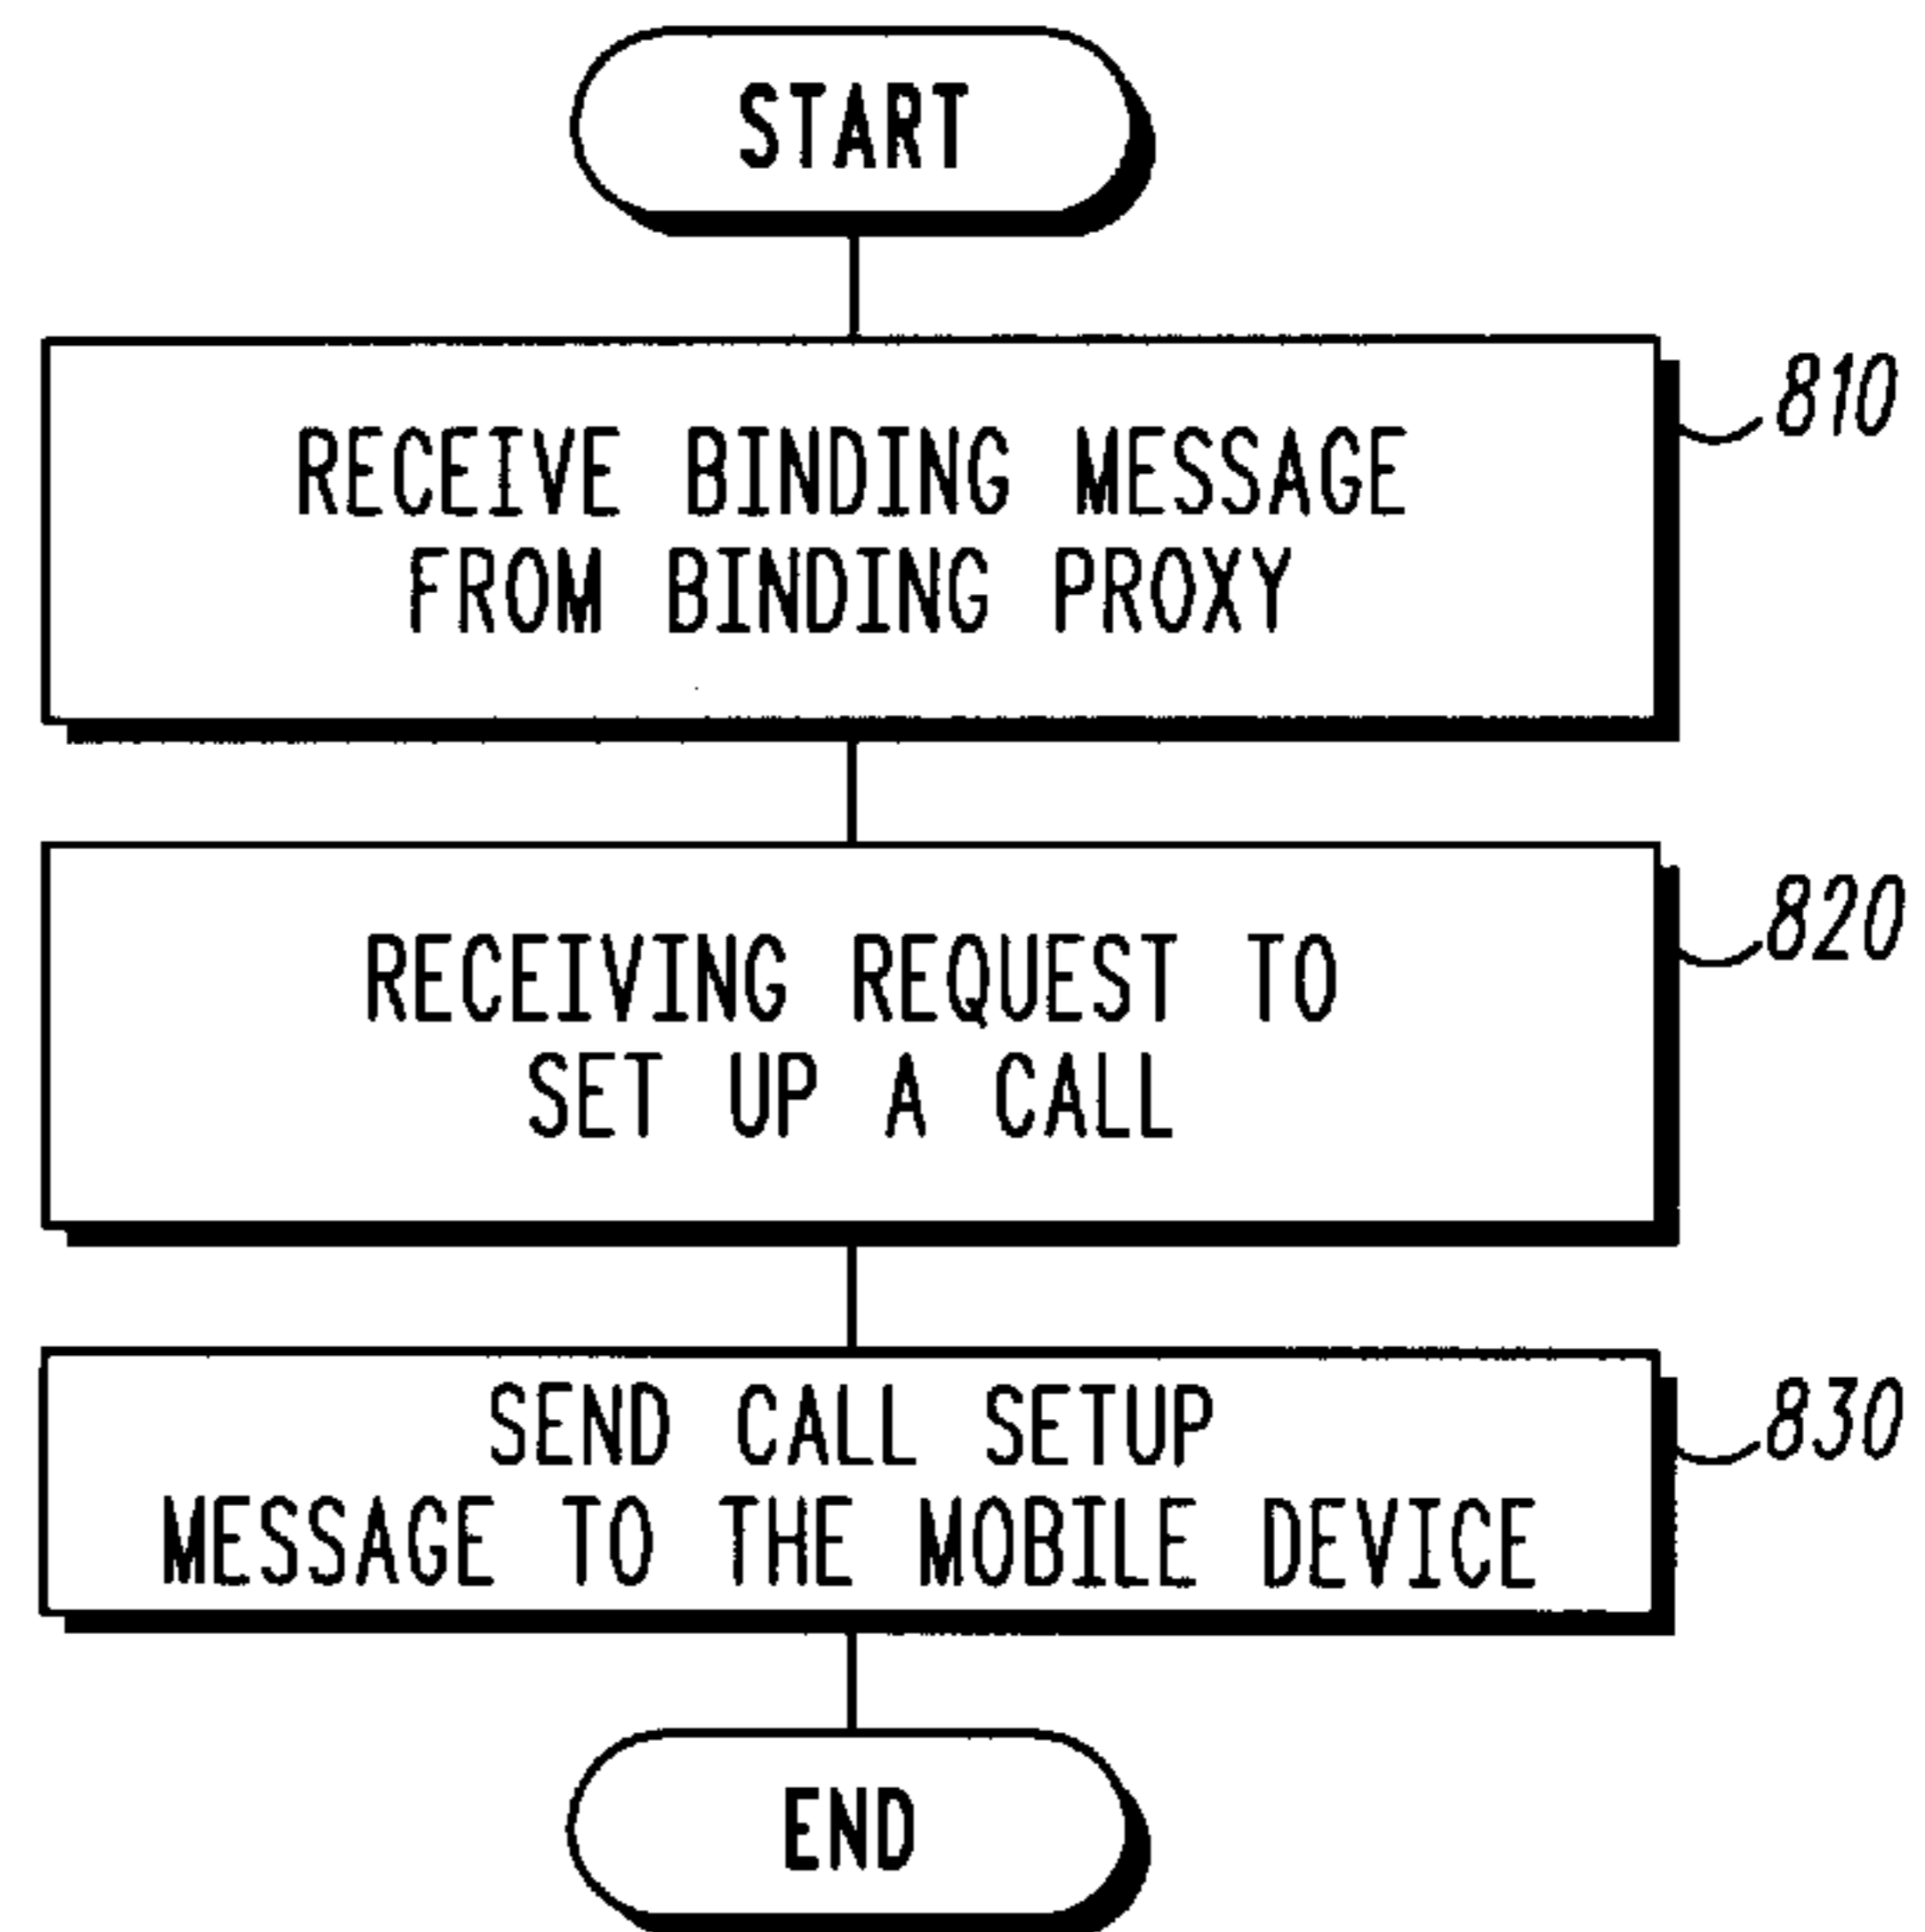 START
RECEIVE BINDING MESSAGE
FROM BINDING PROXY
810
RECEIVING REQUEST TO
SET UP A CALL
820
SEND CALL SETUP
MESSAGE TO THE MOBILE DEVICE
830
END